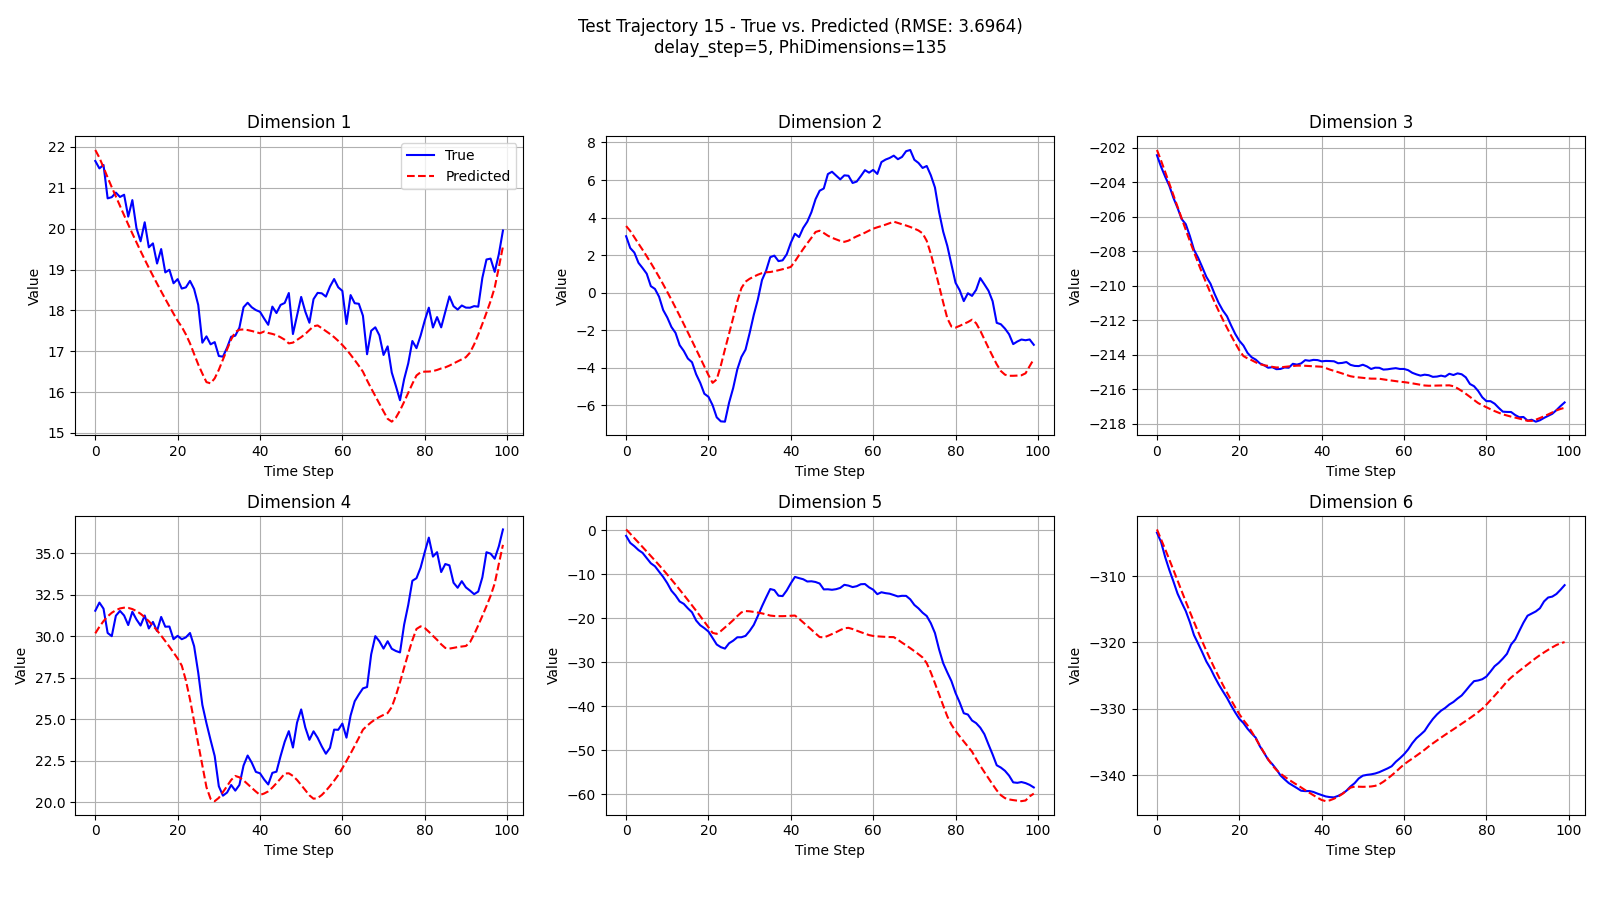 Test Trajectory 15 - True vs. Predicted (RMSE: 3.6964)
delay_step=5, PhiDimensions=135
Dimension 1
Value
22
21
20
19
18
17
16
15
0 20 40 60 80 100
Time Step
True
Predicted
Dimension 2
Value
8
6
4
2
0
−2
−4
−6
0 20 40 60 80 100
Time Step
Dimension 3
Value
−202
−204
−206
−208
−210
−212
−214
−216
−218
0 20 40 60 80 100
Time Step
Dimension 4
Value
35.0
32.5
30.0
27.5
25.0
22.5
20.0
0 20 40 60 80 100
Time Step
Dimension 5
Value
0
−10
−20
−30
−40
−50
−60
0 20 40 60 80 100
Time Step
Dimension 6
Value
−310
−320
−330
−340
0 20 40 60 80 100
Time Step